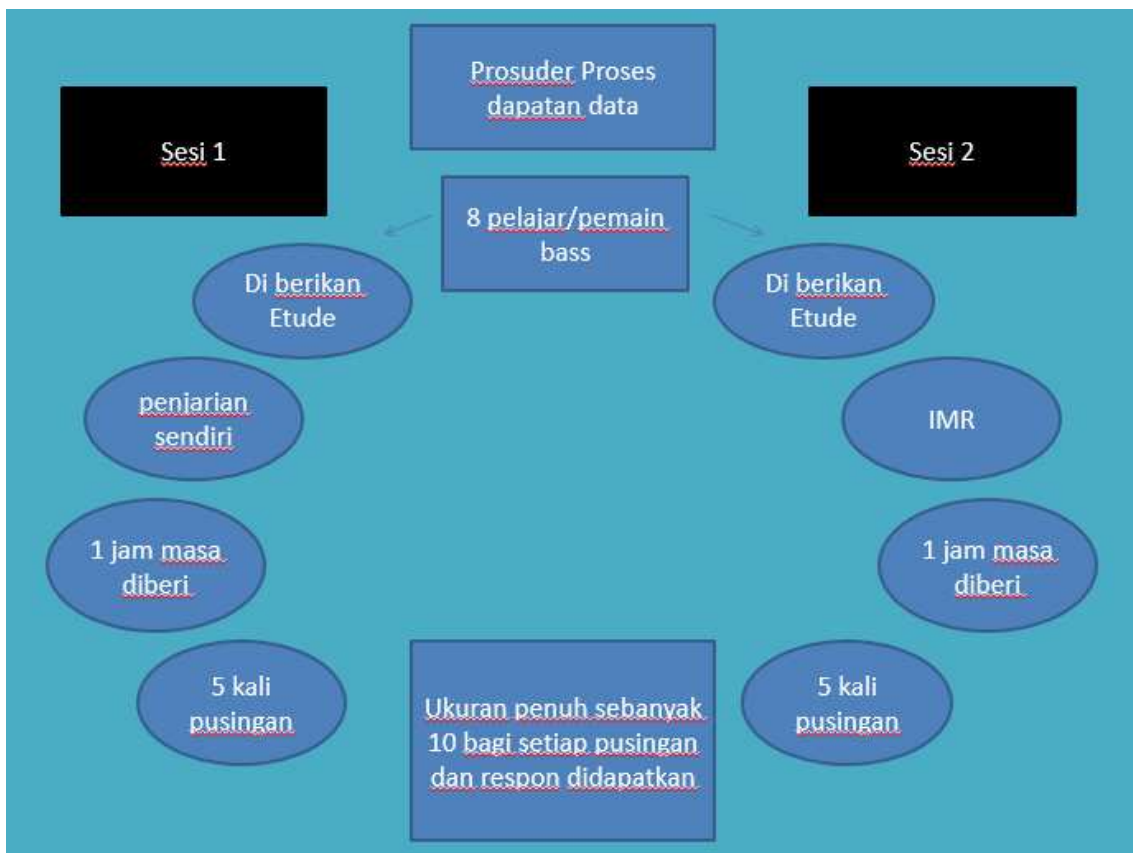 Prosuder Proses
dapatan data
Sesi 1
Sesi 2
8 pelajar/pemain
bass
Di berikan
Etude
Di berikan
Etude
penjarian
sendiri
IMR
1 jam masa
diberi
1 jam masa
diberi
5 kali
pusingan
5 kali
pusingan
Ukuran penuh sebanyak
10 bagi setiap pusingan
dan respon didapatkan